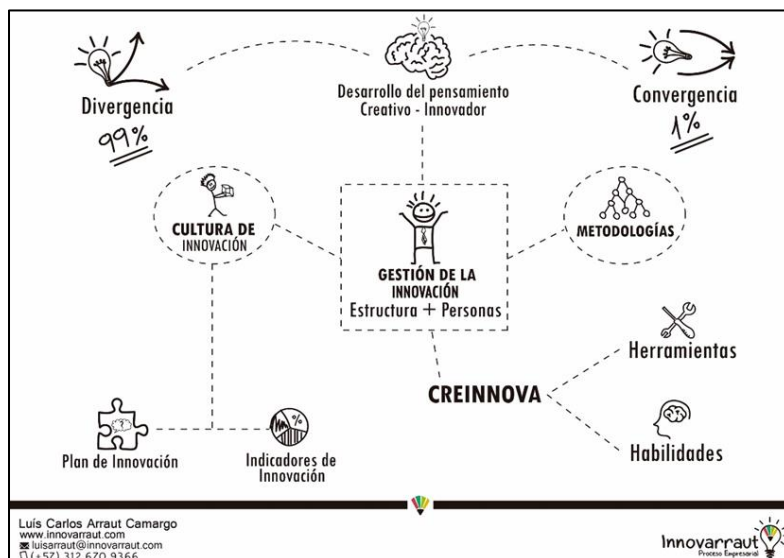 Divergencia
99%
Desarrollo del pensamiento
Creativo - Innovador
Convergencia
1%
CULTURA DE
INNOVACIÓN
GESTIÓN DE LA
INNOVACIÓN
Estructura + Personas
METODOLOGÍAS
CREINNOVA
Herramientas
Habilidades
?
Plan de Innovación
%
Indicadores de
Innovación
Luis Carlos Arraut Camargo
www.innovarraut.com
luisarraut@innovarraut.com
(+57) 312 670 9366
Innovarraut
Proceso Empresarial